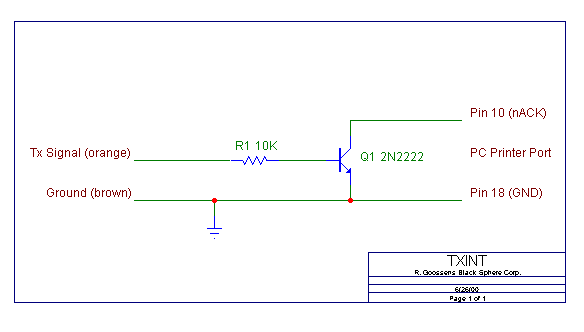 Pin 10 (nACK)
R1 10K
Tx Signal (orange)
Q1 2N2222
PC Printer Port
Ground (brown)
Pin 18 (GND)
TXINT
R. Goossens Black Sphere Corp.
6/26/00
Page 1 of 1